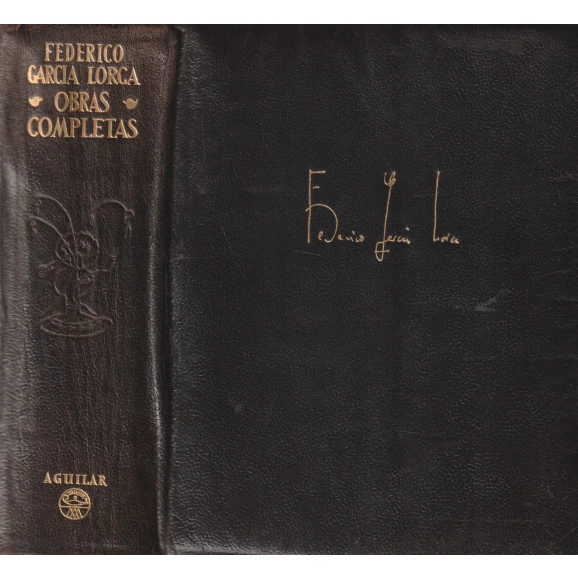 FEDERICO
GARCIA LORCA
OBRAS
COMPLETAS
Federico García Lorca
AGUILAR